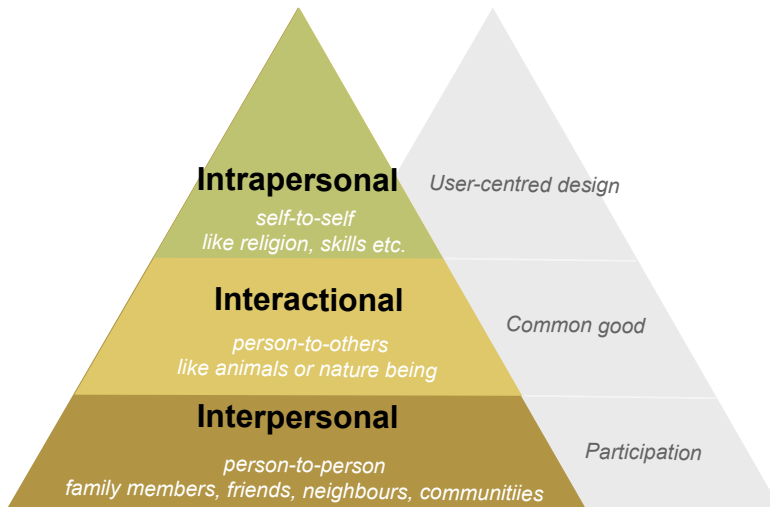 Intrapersonal
self-to-self
like religion, skills etc.
User-centred design
Interactional
person-to-others
like animals or nature being
Common good
Interpersonal
person-to-person
family members, friends, neighbours, communitiies
Participation